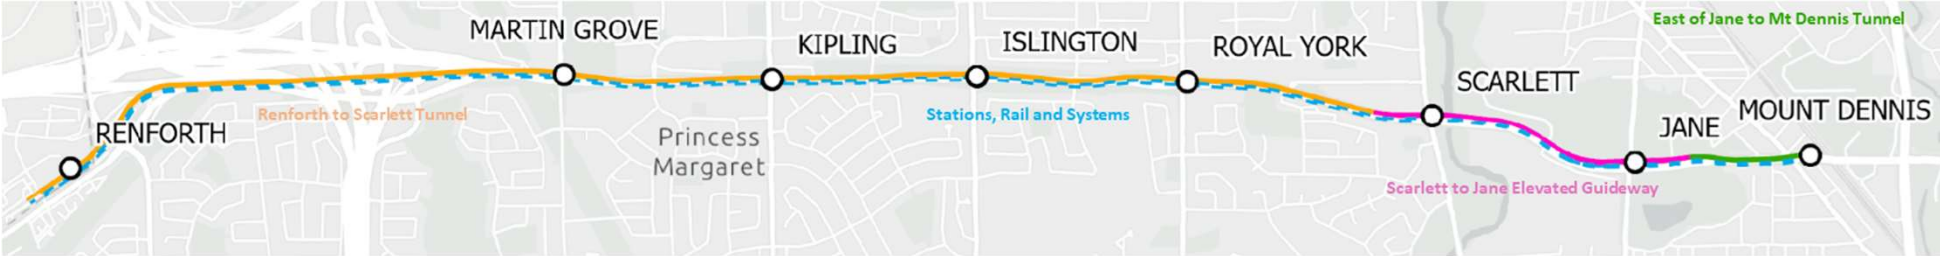 East of Jane to Mt Dennis Tunnel
MARTIN GROVE
KIPLING
ISLINGTON
ROYAL YORK
SCARLETT
MOUNT DENNIS
Renforth to Scarlett Tunnel
Stations, Rail and Systems
RENFORTH
JANE
Princess
Margaret
Scarlett to Jane Elevated Guideway